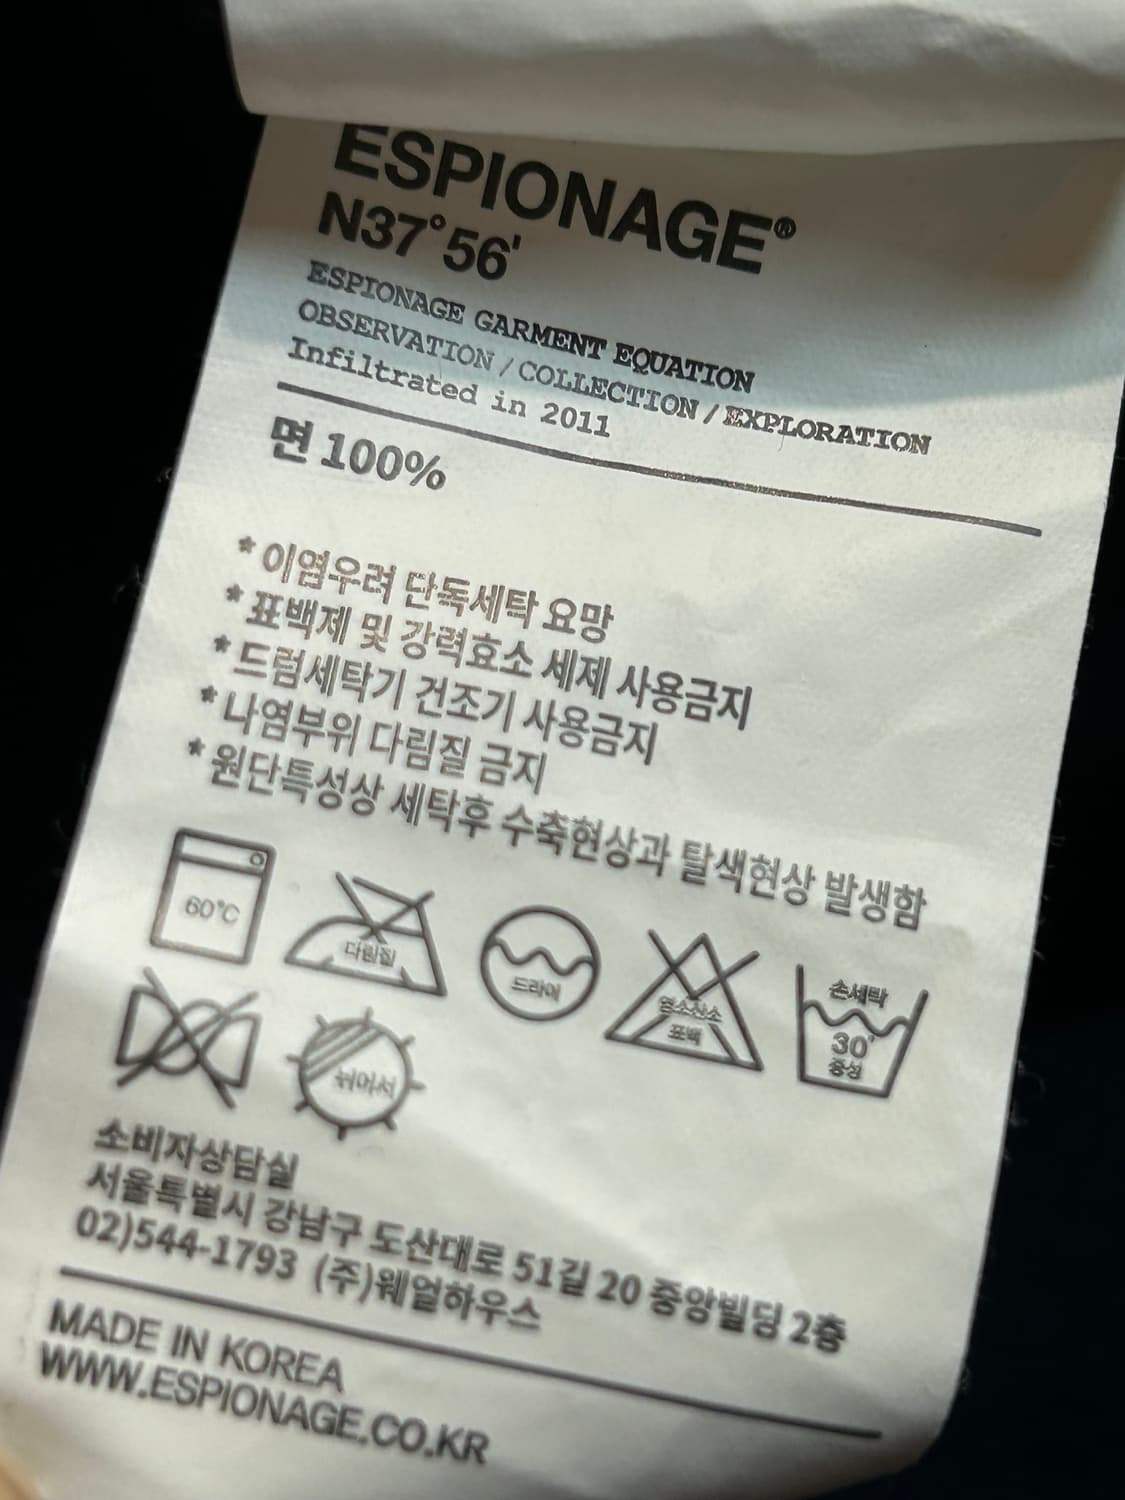 ESPIONAGE®
N37°56'
ESPIONAGE GARMENT EQUATION
OBSERVATION / COLLECTION / EXPLORATION
Infiltrated in 2011
면 100%
* 이염우려 단독세탁 요망
* 표백제 및 강력효소 세제 사용금지
* 드럼세탁기 건조기 사용금지
* 나염부위 다림질 금지
* 원단특성상 세탁후 수축현상과 탈색현상 발생함
60°C
다림질
드라이
염소산소
표백
손세탁
30'
중성
뉘어서
소비자상담실
서울특별시 강남구 도산대로 51길 20 중앙빌딩 2층
02)544-1793 (주)웨얼하우스
MADE IN KOREA
WWW.ESPIONAGE.CO.KR